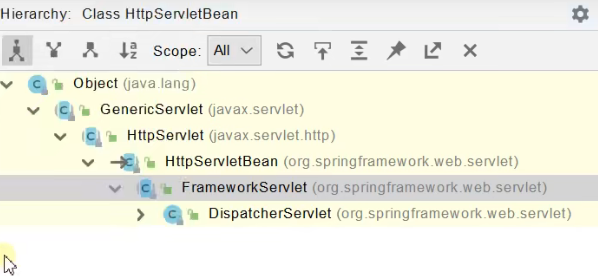 Hierarchy: Class HttpServletBean
Scope: All
Object (java.lang)
GenericServlet (javax.servlet)
HttpServlet (javax.servlet.http)
HttpServletBean (org.springframework.web.servlet)
FrameworkServlet (org.springframework.web.servlet)
DispatcherServlet (org.springframework.web.servlet)